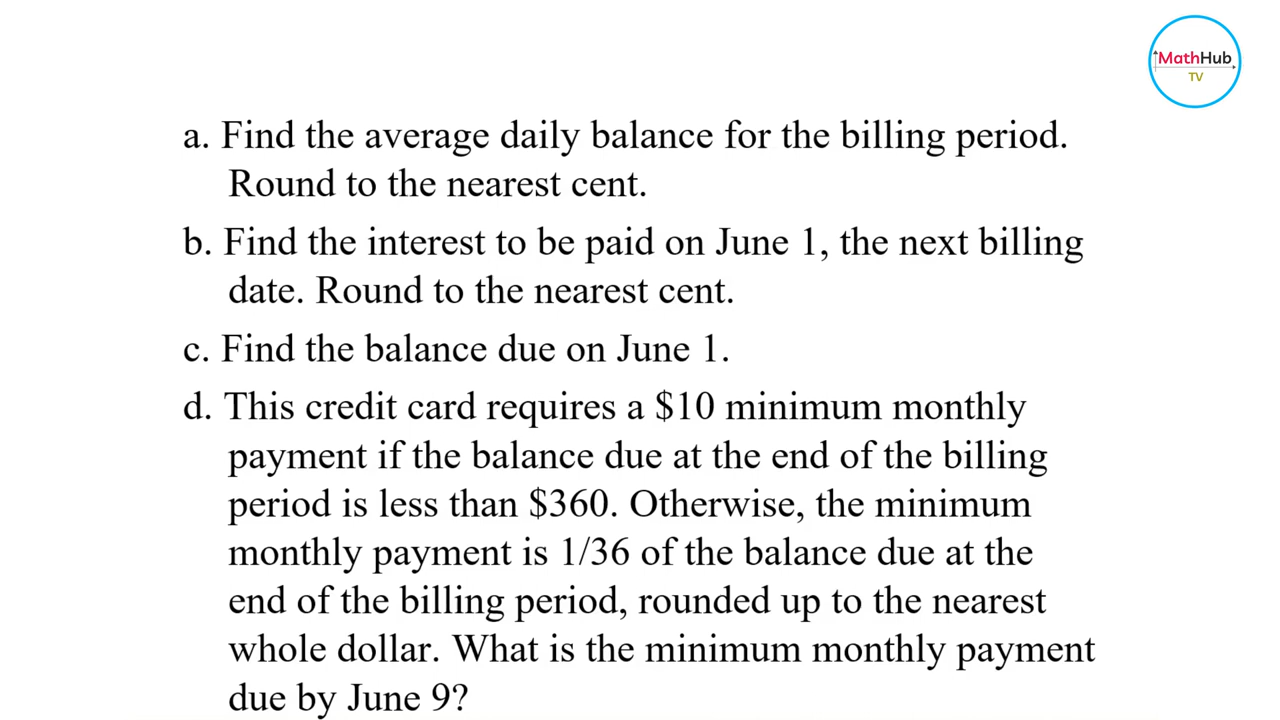 MathHub
TV
a. Find the average daily balance for the billing period.
Round to the nearest cent.
b. Find the interest to be paid on June 1, the next billing
date. Round to the nearest cent.
c. Find the balance due on June 1.
d. This credit card requires a $10 minimum monthly
payment if the balance due at the end of the billing
period is less than $360. Otherwise, the minimum
monthly payment is 1/36 of the balance due at the
end of the billing period, rounded up to the nearest
whole dollar. What is the minimum monthly payment
due by June 9?